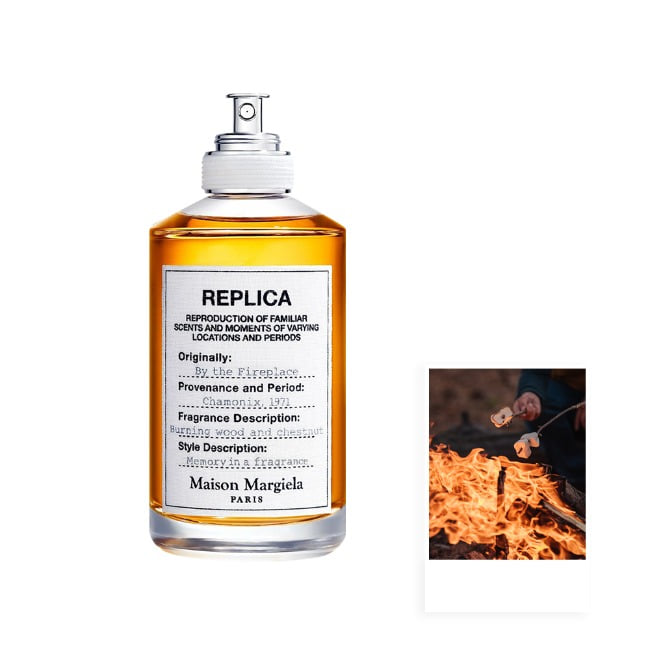 REPLICA
REPRODUCTION OF FAMILIAR
SCENTS AND MOMENTS OF VARYING
LOCATIONS AND PERIODS
Originally:
By the Fireplace
Provenance and Period:
Chamonix, 1971
Fragrance Description:
Burning wood and chestnut
Style Description:
Memory in a fragrance
Maison Margiela
PARIS